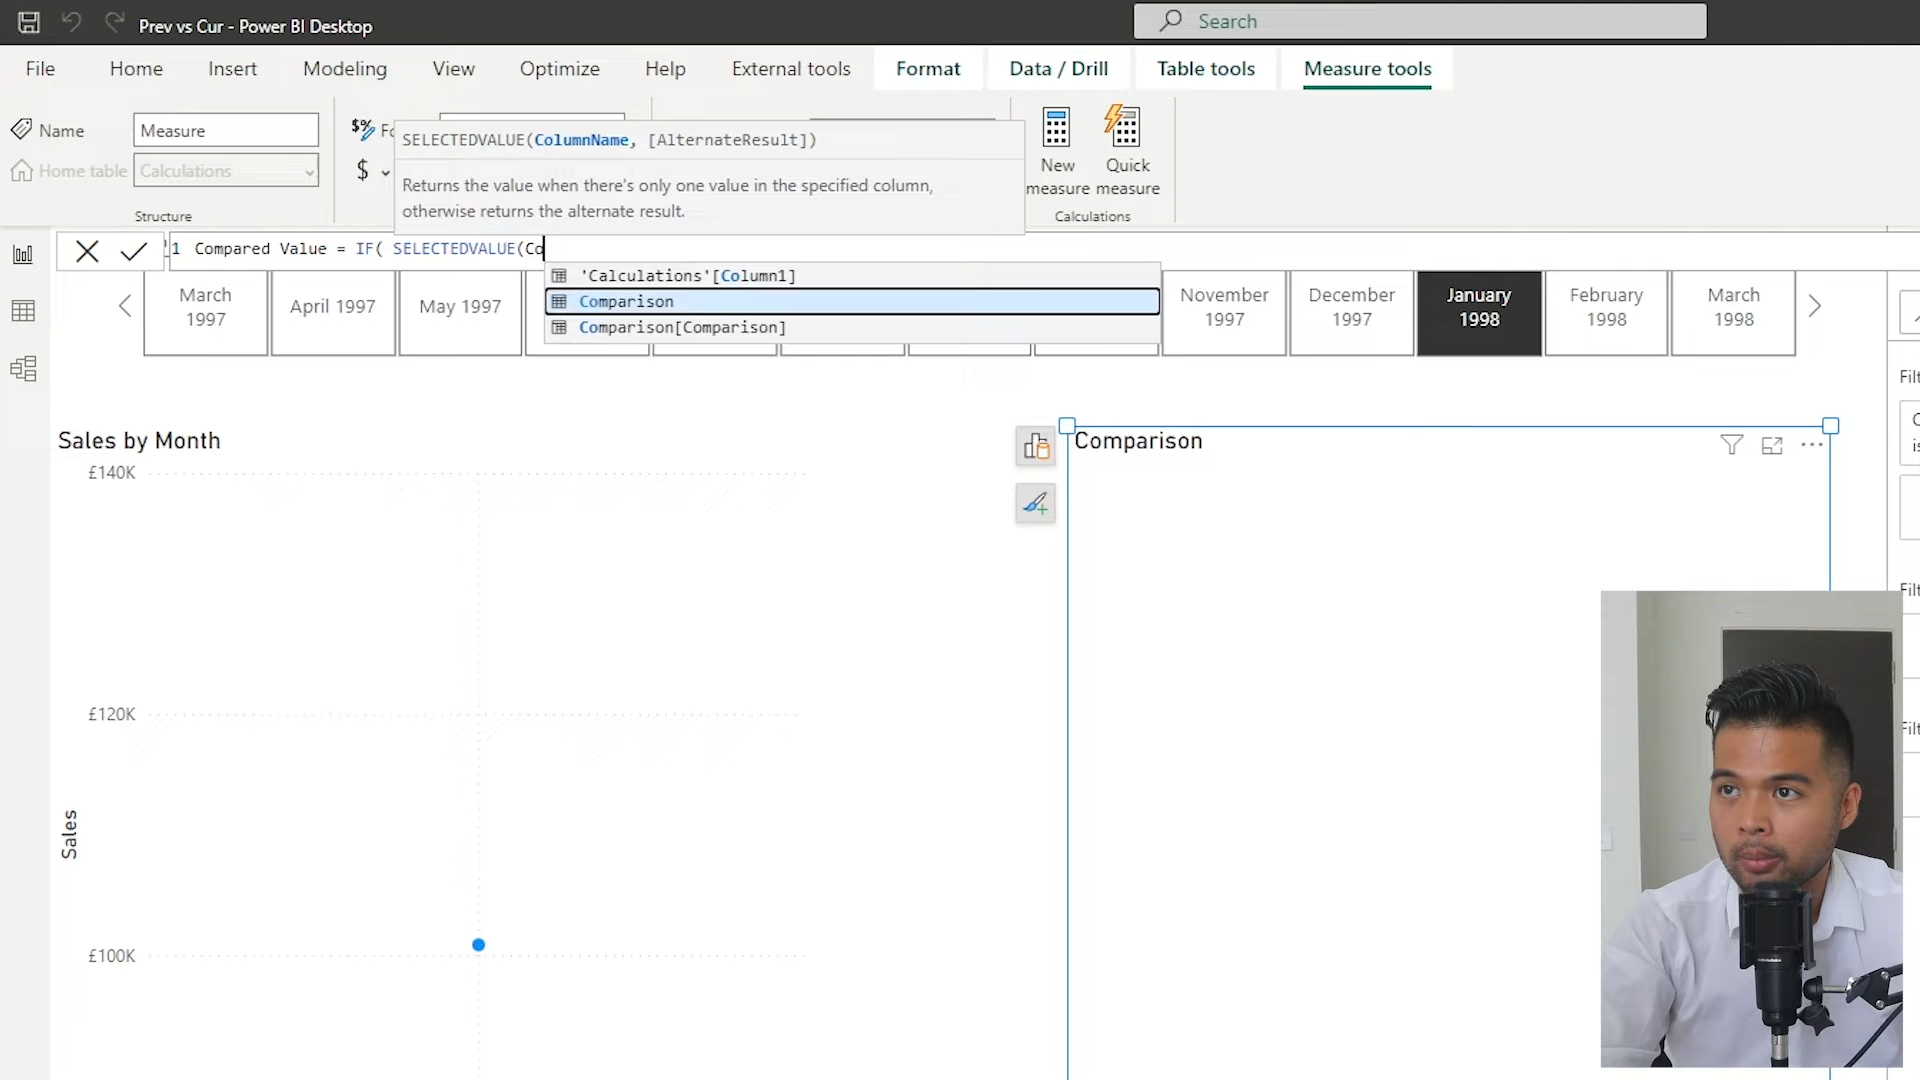 Prev vs Cur - Power BI Desktop
Search
File Home Insert Modeling View Optimize Help External tools Format Data / Drill Table tools Measure tools
Name Measure
Home table Calculations
Structure
$%
$
SELECTEDVALUE(ColumnName, [AlternateResult])
Returns the value when there's only one value in the specified column,
otherwise returns the alternate result.
New
measure
Quick
measure
Calculations
1 Compared Value = IF( SELECTEDVALUE(Co
'Calculations'[Column1]
Comparison
Comparison[Comparison]
March
1997
April 1997
May 1997
November
1997
December
1997
January
1998
February
1998
March
1998
Sales by Month
£140K
£120K
£100K
Sales
Comparison